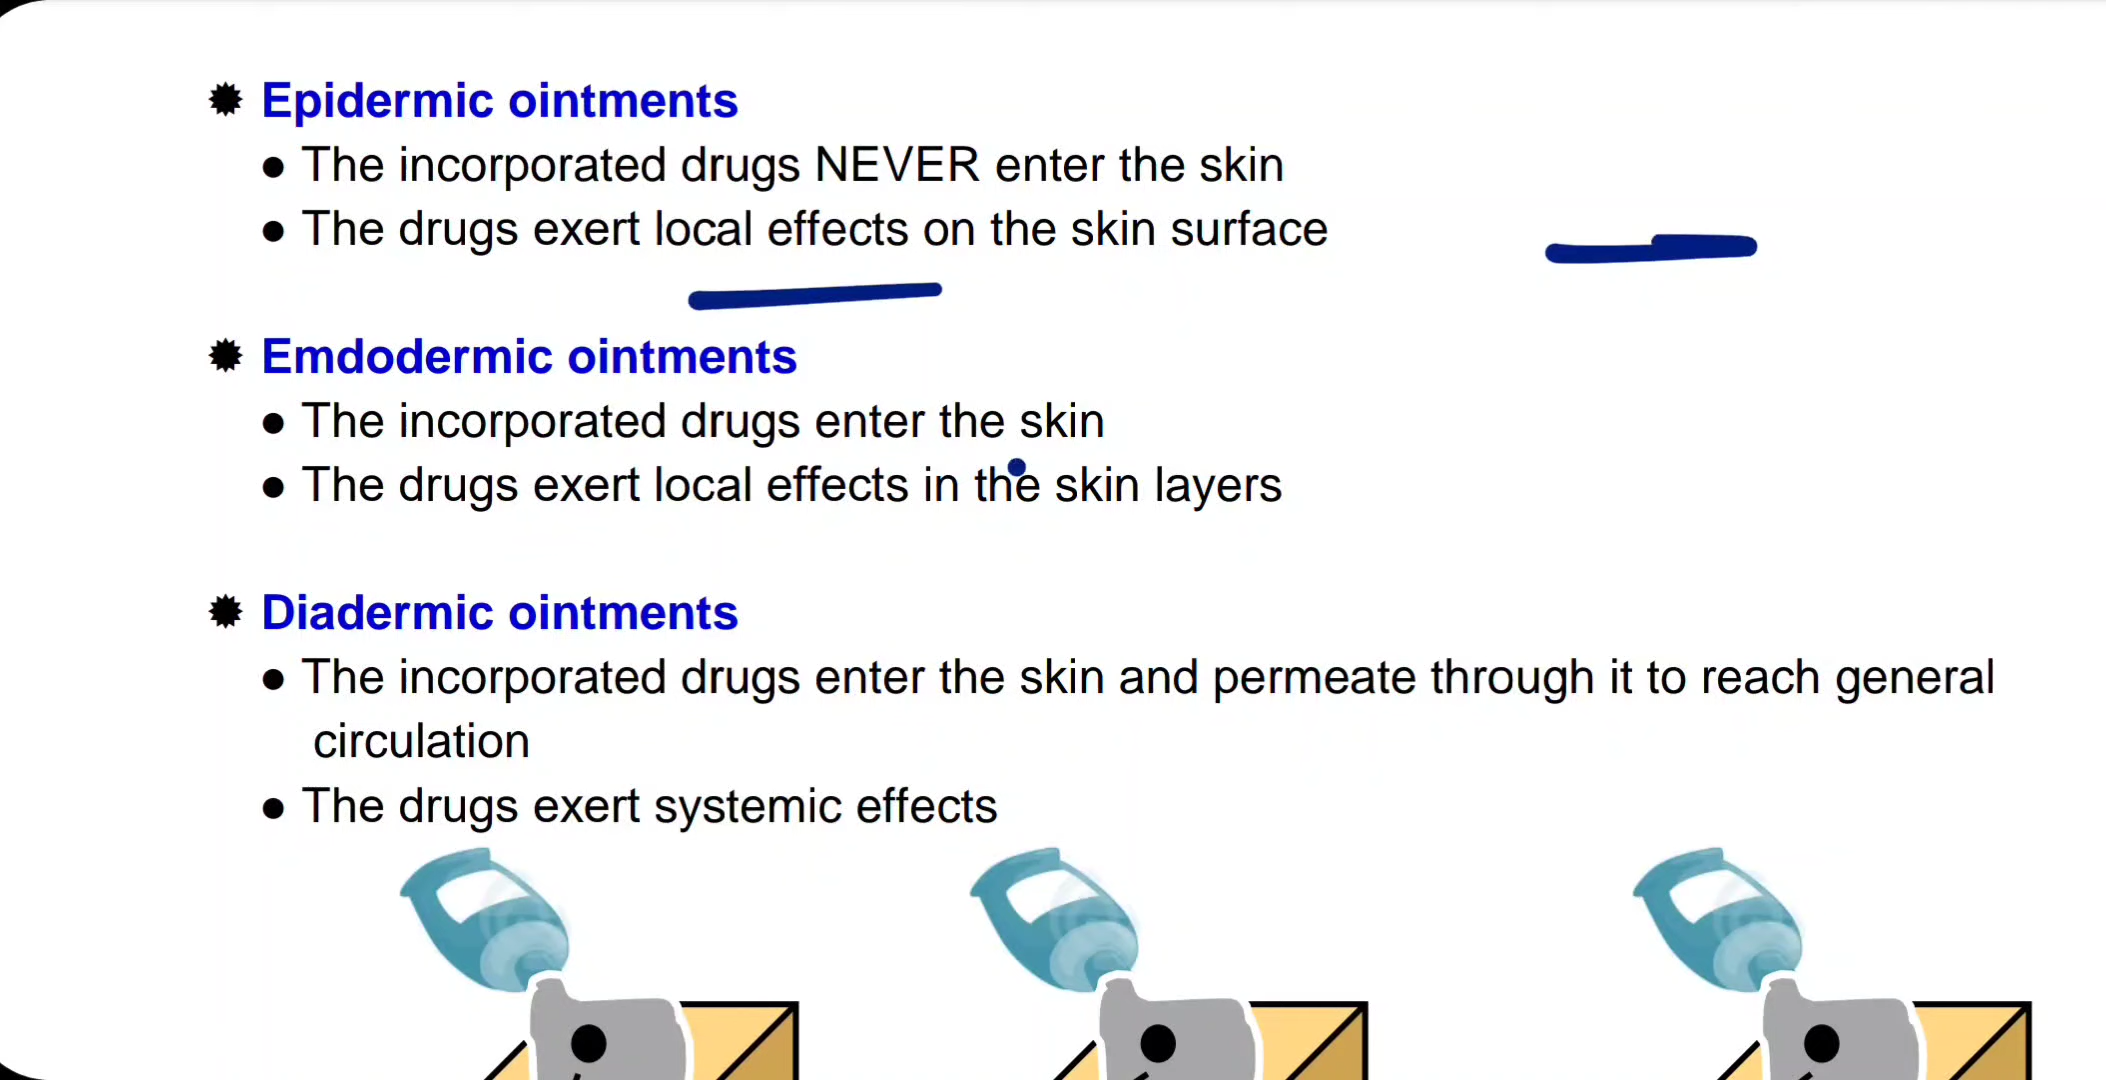 ✹ Epidermic ointments
● The incorporated drugs NEVER enter the skin
● The drugs exert local effects on the skin surface
✹ Emdodermic ointments
● The incorporated drugs enter the skin
● The drugs exert local effects in the skin layers
✹ Diadermic ointments
● The incorporated drugs enter the skin and permeate through it to reach general
circulation
● The drugs exert systemic effects